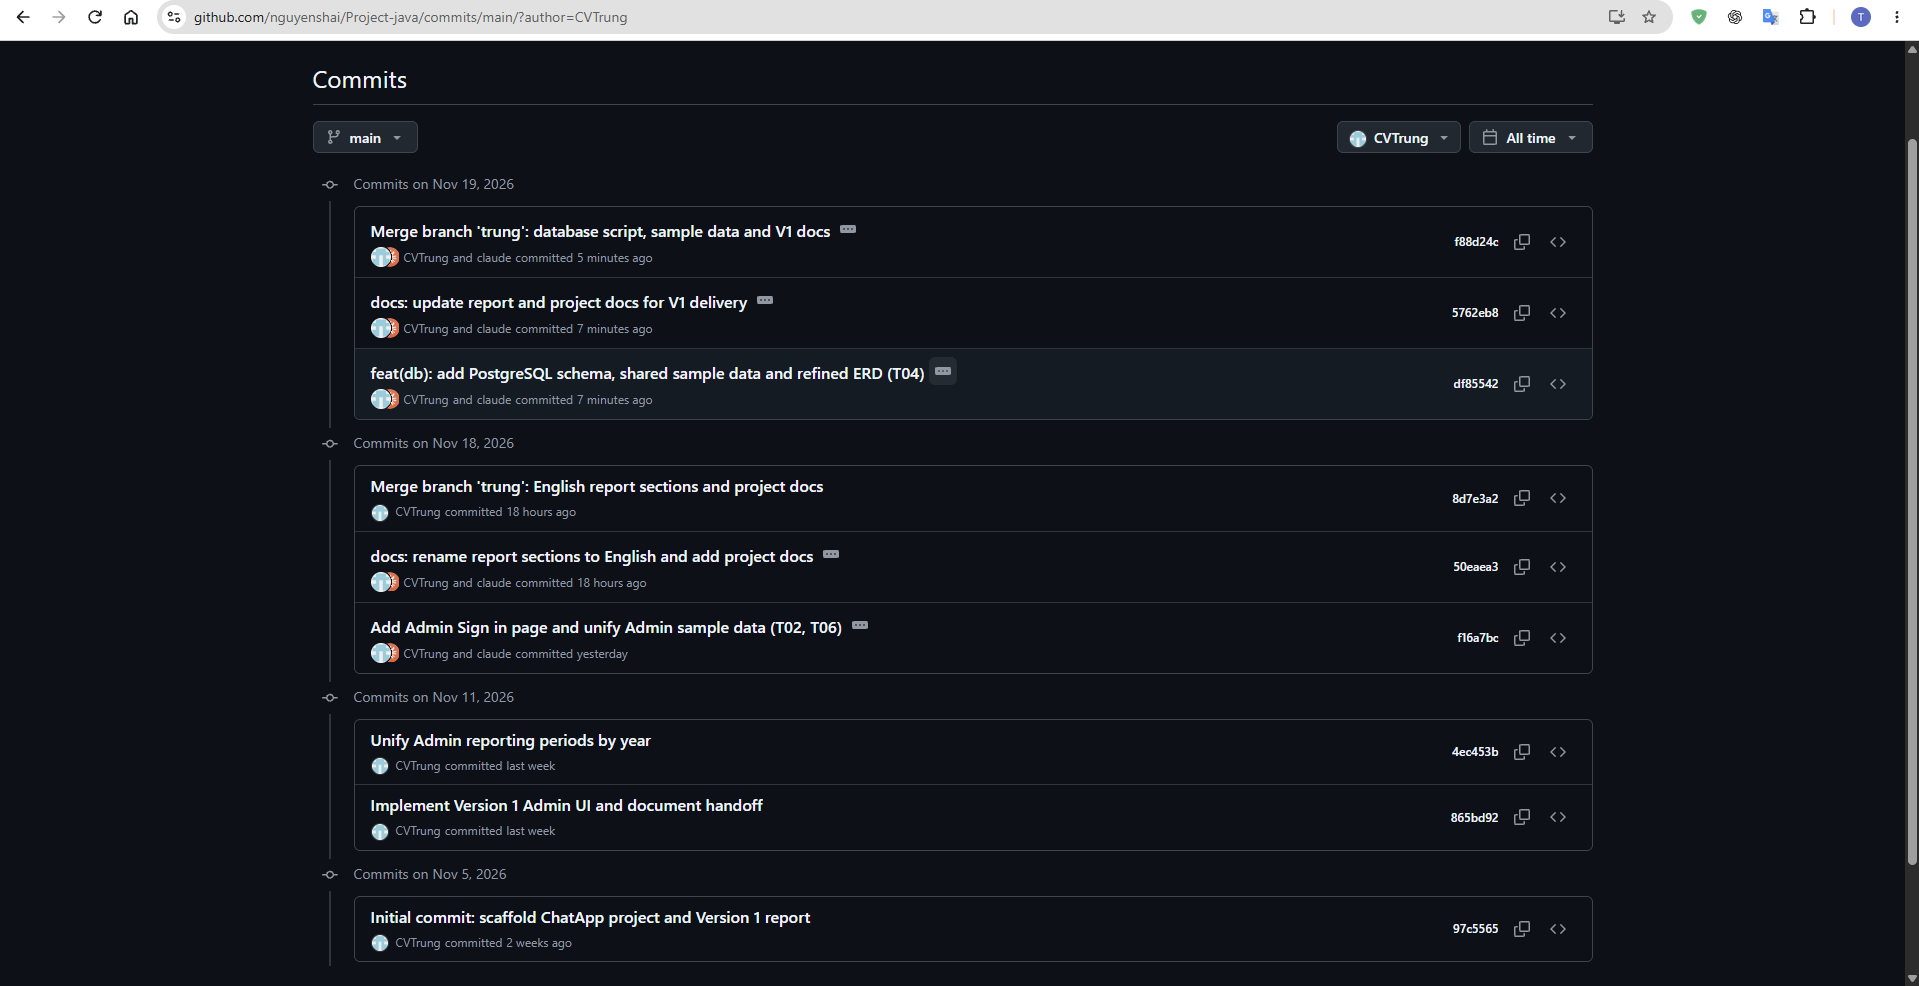 github.com/nguyenshai/Project-java/commits/main/?author=CVTrung
T
Commits
main
CVTrung
All time
Commits on Nov 19, 2026
Merge branch 'trung': database script, sample data and V1 docs
f88d24c
CVTrung and claude committed 5 minutes ago
docs: update report and project docs for V1 delivery
5762eb8
CVTrung and claude committed 7 minutes ago
feat(db): add PostgreSQL schema, shared sample data and refined ERD (T04)
df85542
CVTrung and claude committed 7 minutes ago
Commits on Nov 18, 2026
Merge branch 'trung': English report sections and project docs
8d7e3a2
CVTrung committed 18 hours ago
docs: rename report sections to English and add project docs
50eaea3
CVTrung and claude committed 18 hours ago
Add Admin Sign in page and unify Admin sample data (T02, T06)
f16a7bc
CVTrung and claude committed yesterday
Commits on Nov 11, 2026
Unify Admin reporting periods by year
4ec453b
CVTrung committed last week
Implement Version 1 Admin UI and document handoff
865bd92
CVTrung committed last week
Commits on Nov 5, 2026
Initial commit: scaffold ChatApp project and Version 1 report
97c5565
CVTrung committed 2 weeks ago